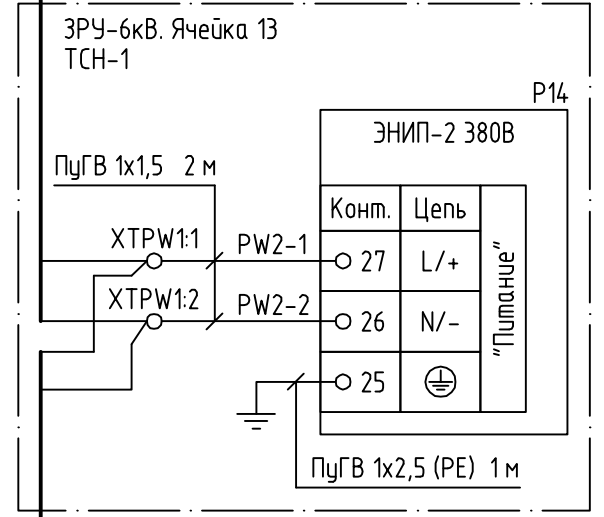 ЗРУ-6кВ. Ячейка 13
ТСН-1
Р14
ЭНИП-2 380В
ПуГВ 1х1,5 2 м
Конт. Цепь
XTPW1:1 PW2-1 27 L/+
XTPW1:2 PW2-2 26 N/-
25
"Питание"
ПуГВ 1х2,5 (РЕ) 1 м